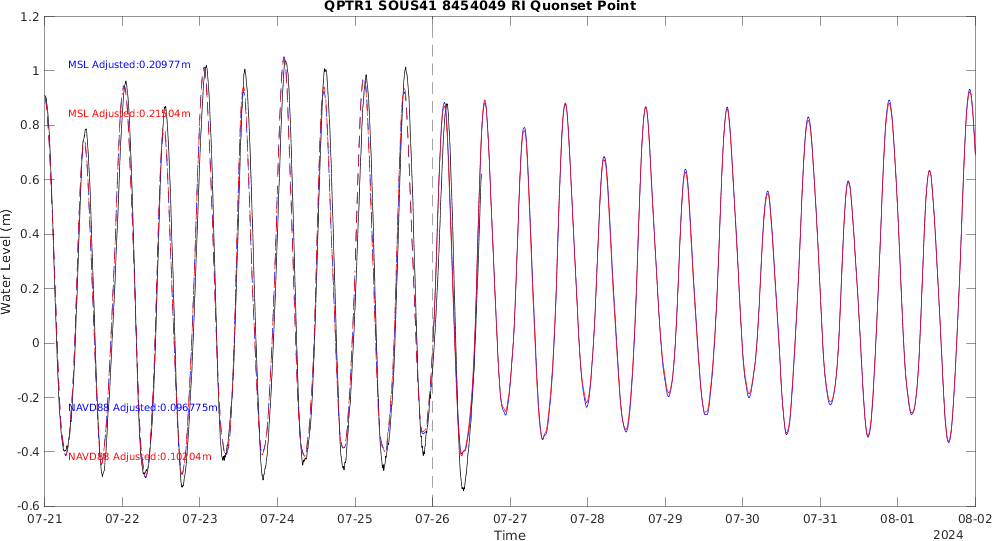 QPTR1 SOUS41 8454049 RI Quonset Point
1.2
1
0.8
0.6
0.4
0.2
0
-0.2
-0.4
-0.6
Water Level (m)
MSL Adjusted:0.20977m
MSL Adjusted:0.21504m
NAVD88 Adjusted:0.096775m
NAVD88 Adjusted:0.10204m
07-21 07-22 07-23 07-24 07-25 07-26 07-27 07-28 07-29 07-30 07-31 08-01 08-02
Time
2024